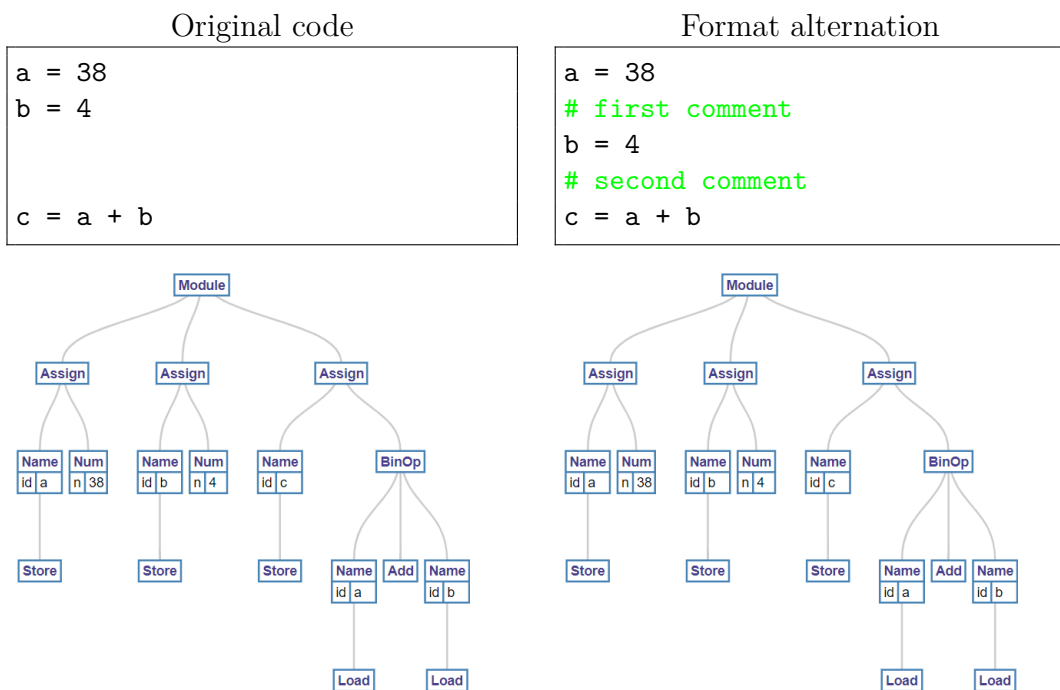 Original code
a = 38
b = 4
c = a + b
Format alternation
a = 38
# first comment
b = 4
# second comment
c = a + b
Module
Assign Assign Assign
Name Num Name Num Name BinOp
id a n 38 id b n 4 id c
Store Store Store Name Add Name
id a id b
Load Load
Module
Assign Assign Assign
Name Num Name Num Name BinOp
id a n 38 id b n 4 id c
Store Store Store Name Add Name
id a id b
Load Load